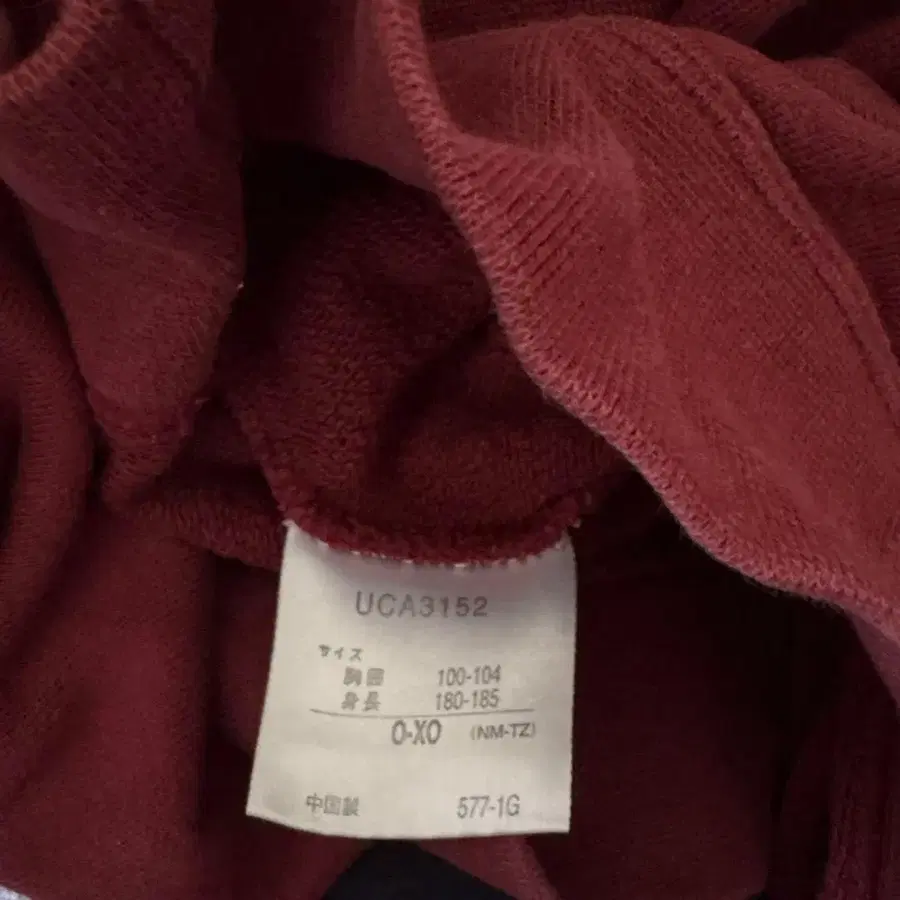 UCA3152
サイズ
胸囲 100-104
身長 180-185
O-XO (NM-TZ)
中国製 577-1G